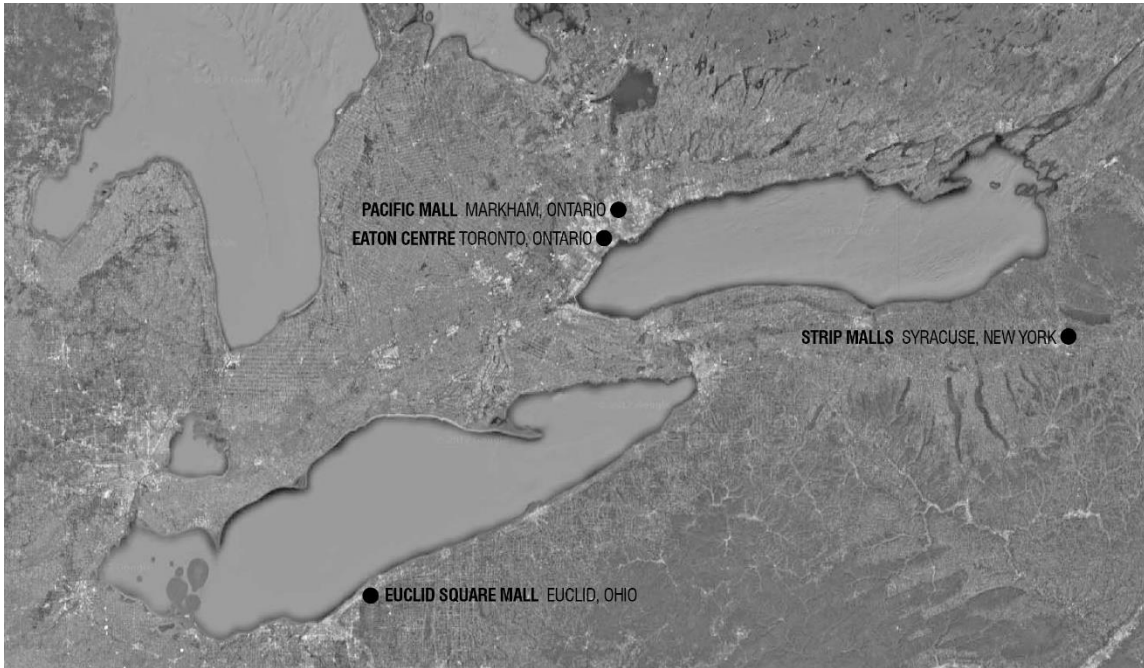 PACIFIC MALL MARKHAM, ONTARIO
EATON CENTRE TORONTO, ONTARIO
STRIP MALLS SYRACUSE, NEW YORK
EUCLID SQUARE MALL EUCLID, OHIO